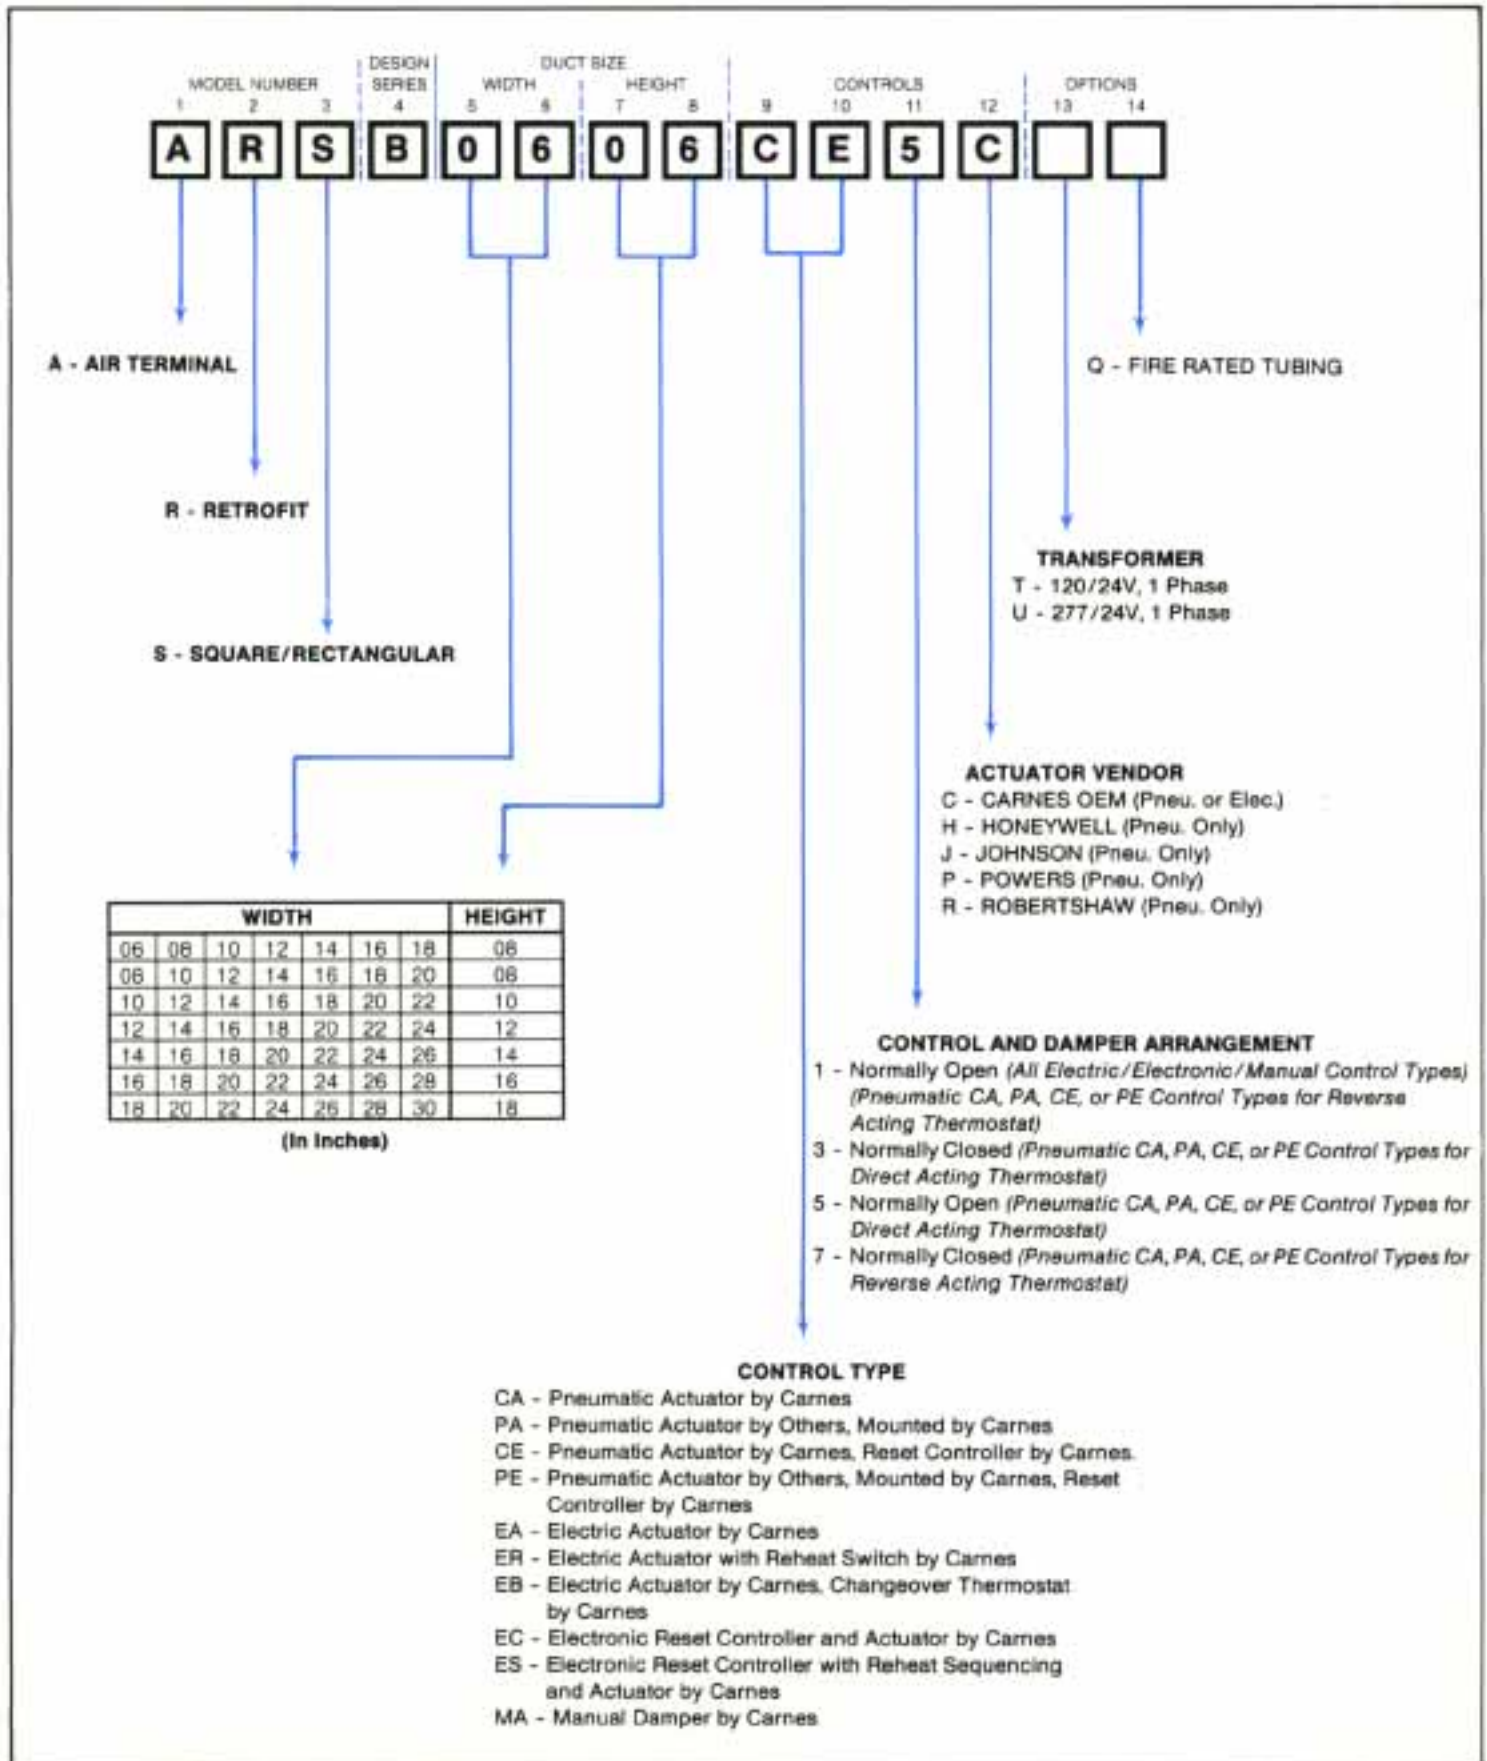 DESIGN DUCT SIZE
MODEL NUMBER SERIES WIDTH HEIGHT CONTROLS OPTIONS
1 2 3 4 5 6 7 8 9 10 11 12 13 14
A R S B 0 6 0 6 C E 5 C
A - AIR TERMINAL
Q - FIRE RATED TUBING
R - RETROFIT
TRANSFORMER
T - 120/24V, 1 Phase
U - 277/24V, 1 Phase
S - SQUARE/RECTANGULAR
ACTUATOR VENDOR
C - CARNES OEM (Pneu. or Elec.)
H - HONEYWELL (Pneu. Only)
J - JOHNSON (Pneu. Only)
P - POWERS (Pneu. Only)
R - ROBERTSHAW (Pneu. Only)
WIDTH HEIGHT
06 08 10 12 14 16 18 06
08 10 12 14 16 18 20 08
10 12 14 16 18 20 22 10
12 14 16 18 20 22 24 12
14 16 18 20 22 24 26 14
16 18 20 22 24 26 28 16
18 20 22 24 26 28 30 18
(In Inches)
CONTROL AND DAMPER ARRANGEMENT
1 - Normally Open (All Electric/Electronic/Manual Control Types)
(Pneumatic CA, PA, CE, or PE Control Types for Reverse
Acting Thermostat)
3 - Normally Closed (Pneumatic CA, PA, CE, or PE Control Types for
Direct Acting Thermostat)
5 - Normally Open (Pneumatic CA, PA, CE, or PE Control Types for
Direct Acting Thermostat)
7 - Normally Closed (Pneumatic CA, PA, CE, or PE Control Types for
Reverse Acting Thermostat)
CONTROL TYPE
CA - Pneumatic Actuator by Carnes
PA - Pneumatic Actuator by Others, Mounted by Carnes
CE - Pneumatic Actuator by Carnes, Reset Controller by Carnes.
PE - Pneumatic Actuator by Others, Mounted by Carnes, Reset
Controller by Carnes
EA - Electric Actuator by Carnes
ER - Electric Actuator with Reheat Switch by Carnes
EB - Electric Actuator by Carnes, Changeover Thermostat
by Carnes
EC - Electronic Reset Controller and Actuator by Carnes
ES - Electronic Reset Controller with Reheat Sequencing
and Actuator by Carnes
MA - Manual Damper by Carnes